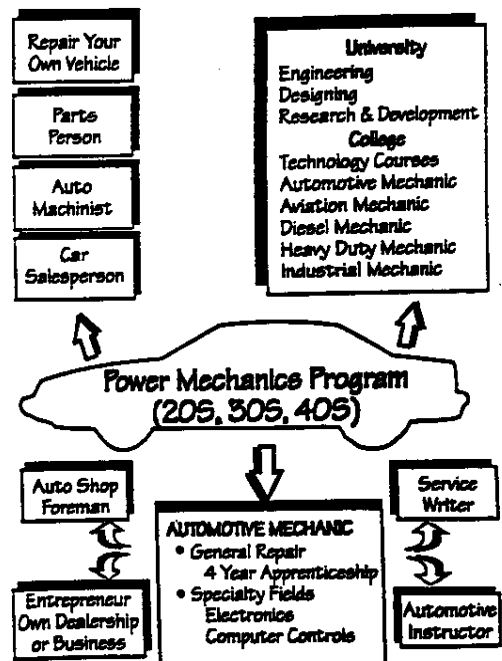 Repair Your
Own Vehicle
Parts
Person
Auto
Machinist
Car
Salesperson
University
Engineering
Designing
Research & Development
College
Technology Courses
Automotive Mechanic
Aviation Mechanic
Diesel Mechanic
Heavy Duty Mechanic
Industrial Mechanic
Power Mechanics Program
(20S, 30S, 40S)
Auto Shop
Foreman
Entrepreneur
Own Dealership
or Business
AUTOMOTIVE MECHANIC
• General Repair
4 Year Apprenticeship
• Specialty Fields
Electronics
Computer Controls
Service
Writer
Automotive
Instructor